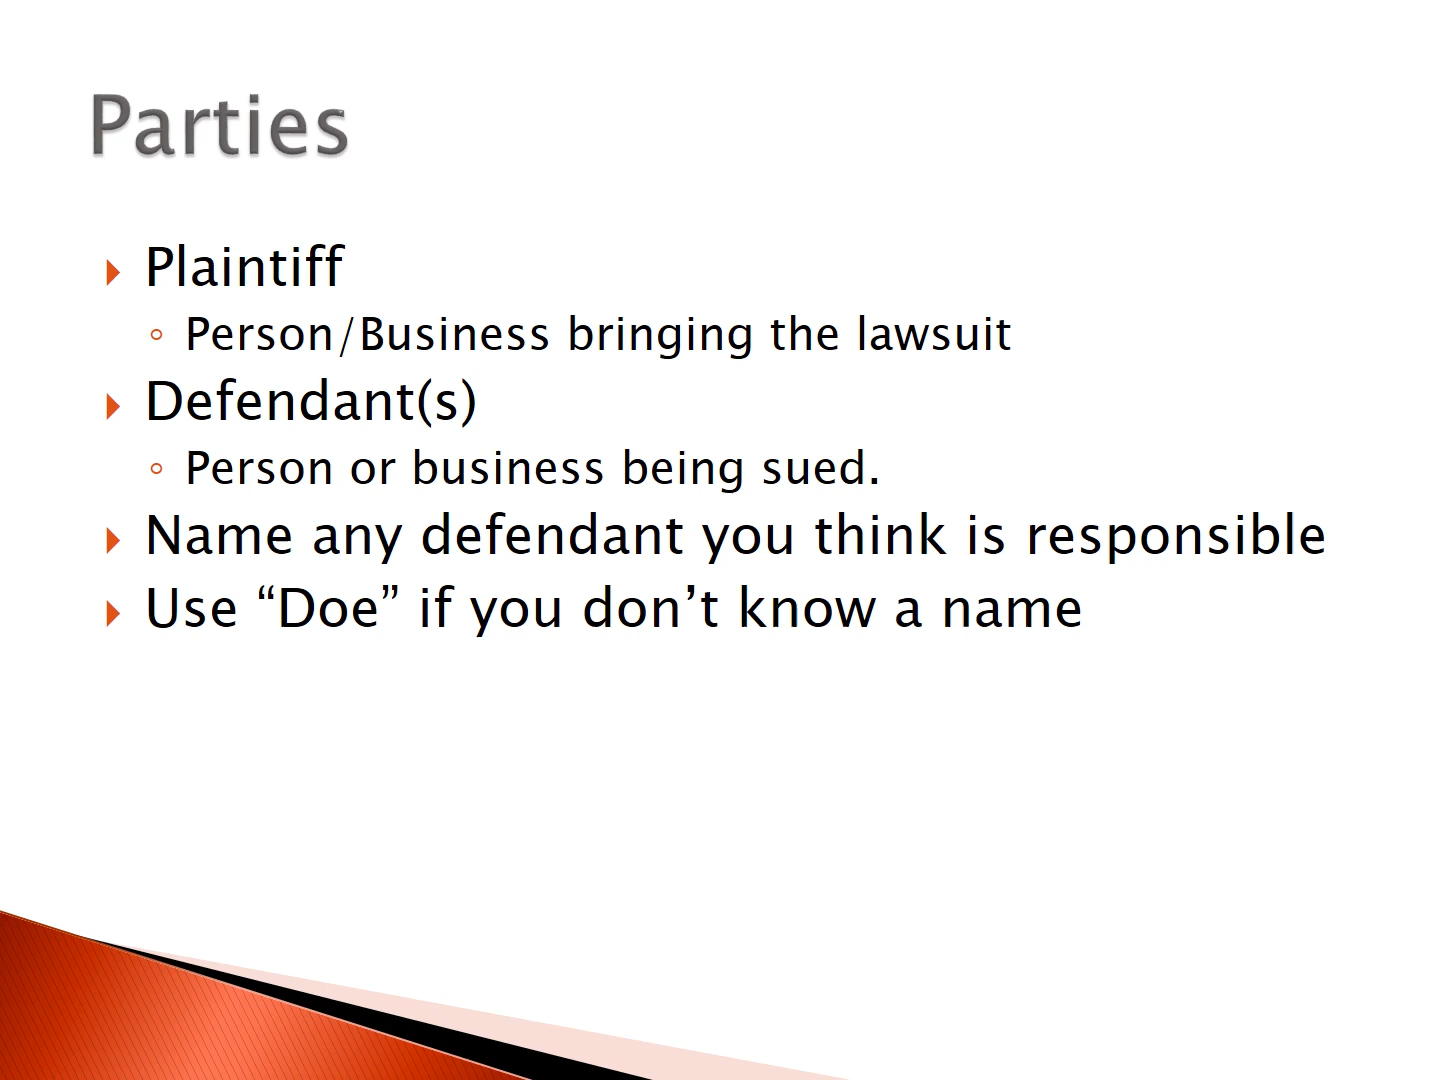 Parties
Plaintiff
Person/Business bringing the lawsuit
Defendant(s)
Person or business being sued.
Name any defendant you think is responsible
Use “Doe” if you don’t know a name